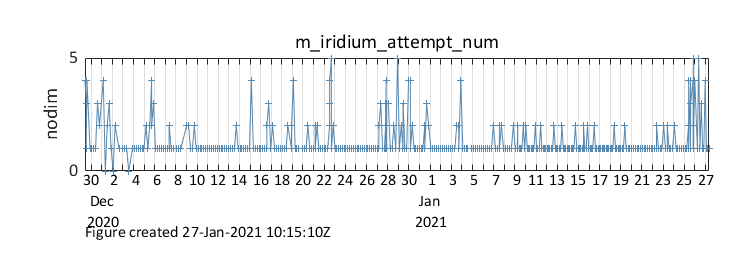 m_iridium_attempt_num
5
nodim
0
30 2 4 6 8 10 12 14 16 18 20 22 24 26 28 30 1 3 5 7 9 11 13 15 17 19 21 23 25 27
Dec Jan
2020 2021
Figure created 27-Jan-2021 10:15:10Z